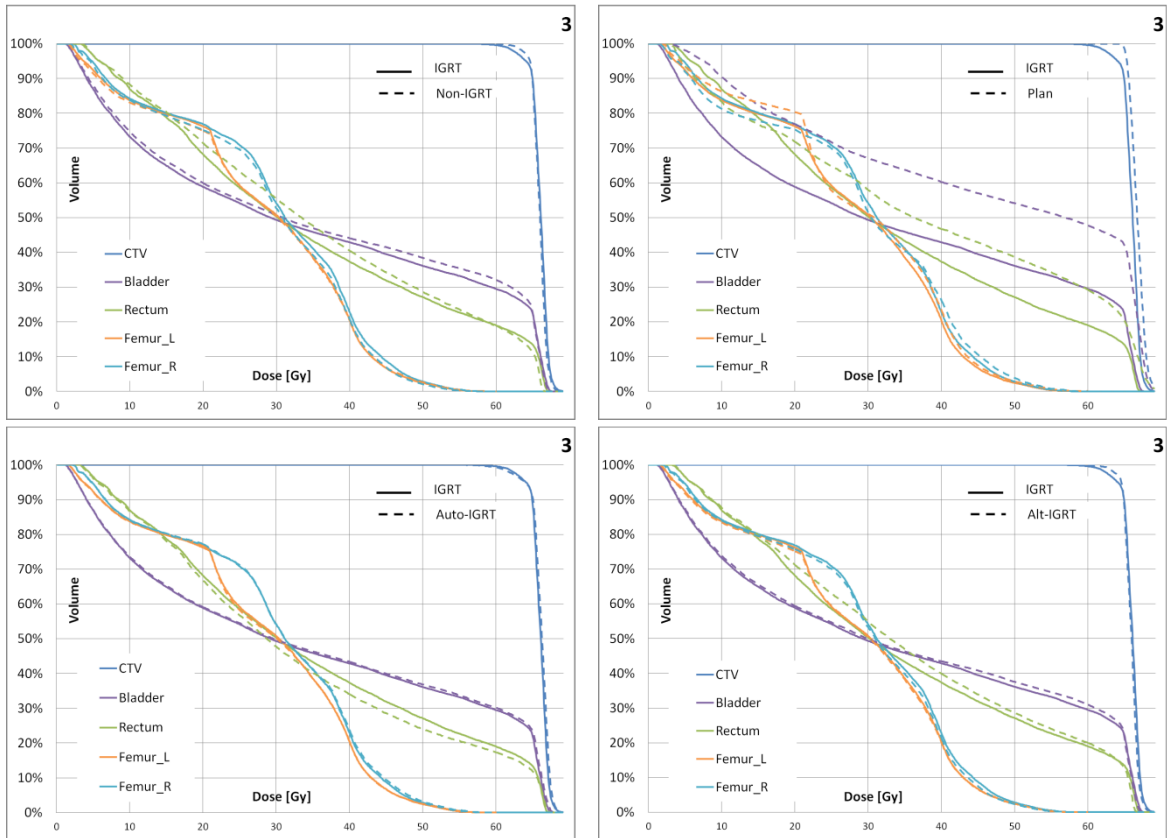 3
100%
90%
80%
70%
60%
50%
40%
30%
20%
10%
0%
Volume
IGRT
Non-IGRT
CTV
Bladder
Rectum
Femur_L
Femur_R
Dose [Gy]
0 10 20 30 40 50 60
3
100%
90%
80%
70%
60%
50%
40%
30%
20%
10%
0%
Volume
IGRT
Plan
CTV
Bladder
Rectum
Femur_L
Femur_R
Dose [Gy]
0 10 20 30 40 50 60
3
100%
90%
80%
70%
60%
50%
40%
30%
20%
10%
0%
Volume
IGRT
Auto-IGRT
CTV
Bladder
Rectum
Femur_L
Femur_R
Dose [Gy]
0 10 20 30 40 50 60
3
100%
90%
80%
70%
60%
50%
40%
30%
20%
10%
0%
Volume
IGRT
Alt-IGRT
CTV
Bladder
Rectum
Femur_L
Femur_R
Dose [Gy]
0 10 20 30 40 50 60